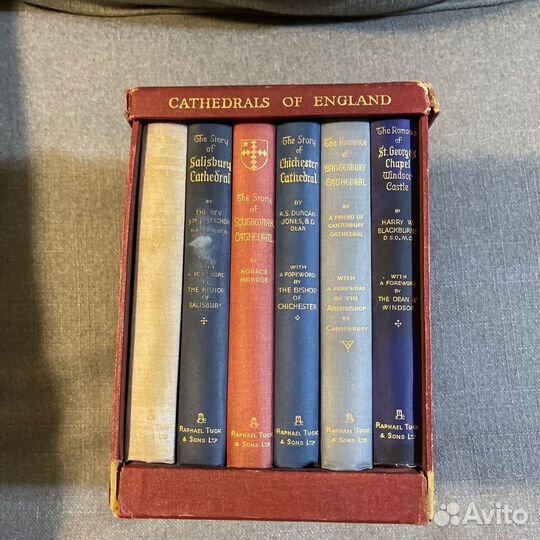 CATHEDRALS OF ENGLAND
RAPHAEL TUCK
& SONS LTD
The Story
of
Salisbury
Cathedral
BY
THE REV.
WITH
A FOREWORD
BY
THE BISHOP
OF
SALISBURY
RAPHAEL TUCK
& SONS LTD
The Story
of
SOUTHWARK
CATHEDRAL
BY
HORACE
MONROE
RAPHAEL TUCK
& SONS LTD
The Story
of
Chichester
Cathedral
BY
A.S. DUNCAN-
JONES, B.D.
DEAN
WITH
A FOREWORD
BY
THE BISHOP
OF
CHICHESTER
RAPHAEL TUCK
& SONS LTD
The Romance
of
CANTERBURY
CATHEDRAL
BY
A FRIEND OF
CANTERBURY
CATHEDRAL
WITH
A FOREWORD
BY THE
ARCHBISHOP
OF
CANTERBURY
RAPHAEL TUCK
& SONS LTD
The Romance
of
St. George's
Chapel
Windsor
Castle
BY
HARRY W.
BLACKBURNE
D.S.O., M.C.
WITH
A FOREWORD
BY
THE DEAN OF
WINDSOR
RAPHAEL TUCK
& SONS LTD
Avito